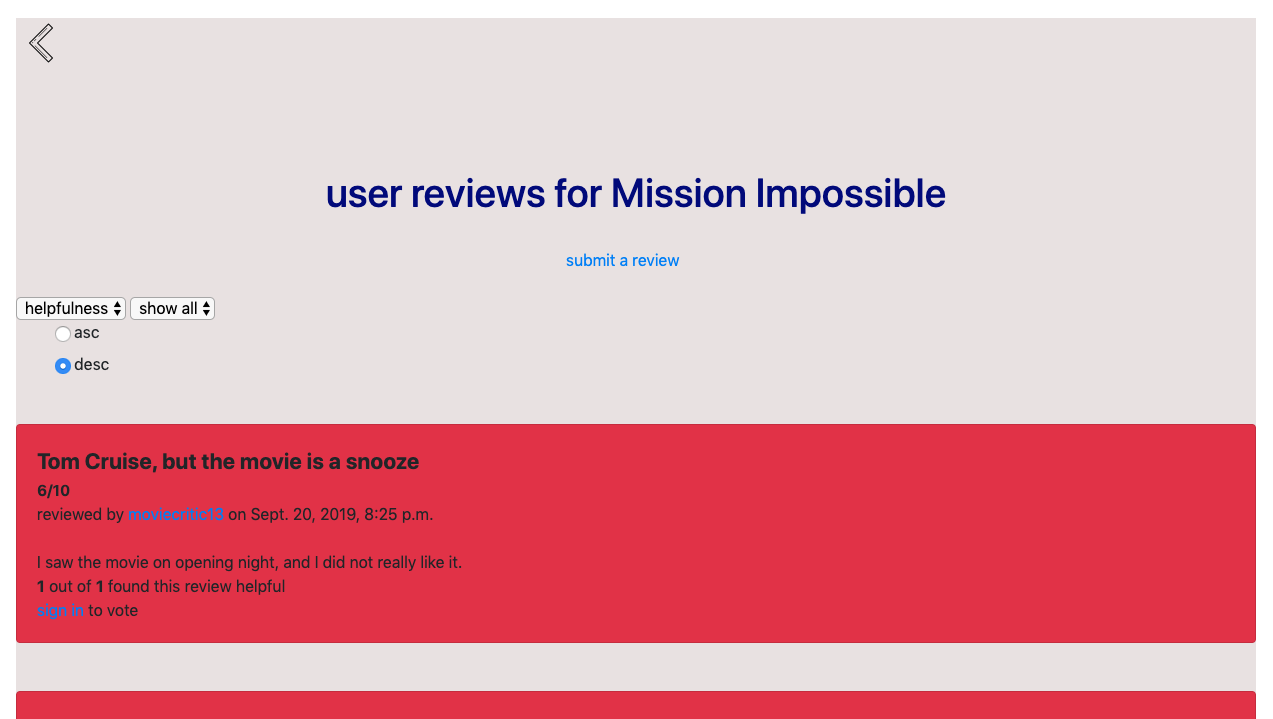 user reviews for Mission Impossible
submit a review
helpfulness show all
asc
desc
Tom Cruise, but the movie is a snooze
6/10
reviewed by moviecritic13 on Sept. 20, 2019, 8:25 p.m.
I saw the movie on opening night, and I did not really like it.
1 out of 1 found this review helpful
sign in to vote